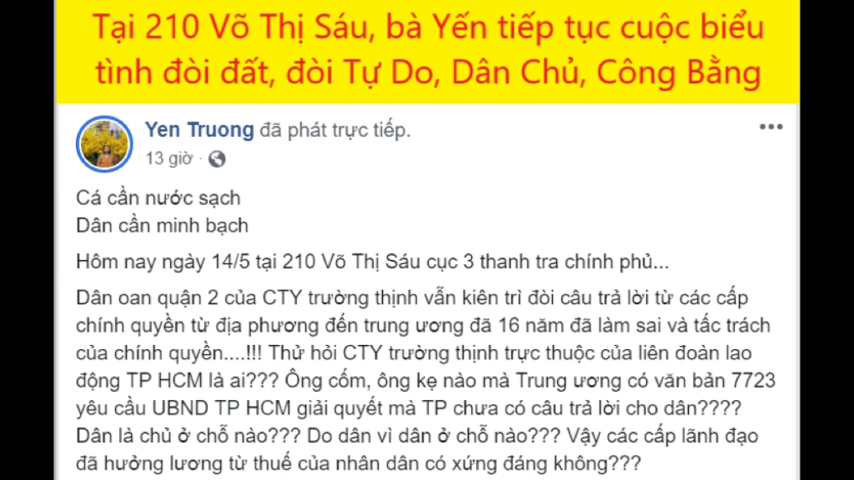 Tại 210 Võ Thị Sáu, bà Yến tiếp tục cuộc biểu
tình đòi đất, đòi Tự Do, Dân Chủ, Công Bằng
Yen Truong đã phát trực tiếp.
13 giờ ·
Cá cần nước sạch
Dân cần minh bạch
Hôm nay ngày 14/5 tại 210 Võ Thị Sáu cục 3 thanh tra chính phủ...
Dân oan quận 2 của CTY trường thịnh vẫn kiên trì đòi câu trả lời từ các cấp
chính quyền từ địa phương đến trung ương đã 16 năm đã làm sai và tấc trách
của chính quyền....!!! Thử hỏi CTY trường thịnh trực thuộc của liên đoàn lao
động TP HCM là ai??? Ông cốm, ông kẹ nào mà Trung ương có văn bản 7723
yêu cầu UBND TP HCM giải quyết mà TP chưa có câu trả lời cho dân????
Dân là chủ ở chỗ nào??? Do dân vì dân ở chỗ nào??? Vậy các cấp lãnh đạo
đã hưởng lương từ thuế của nhân dân có xứng đáng không???